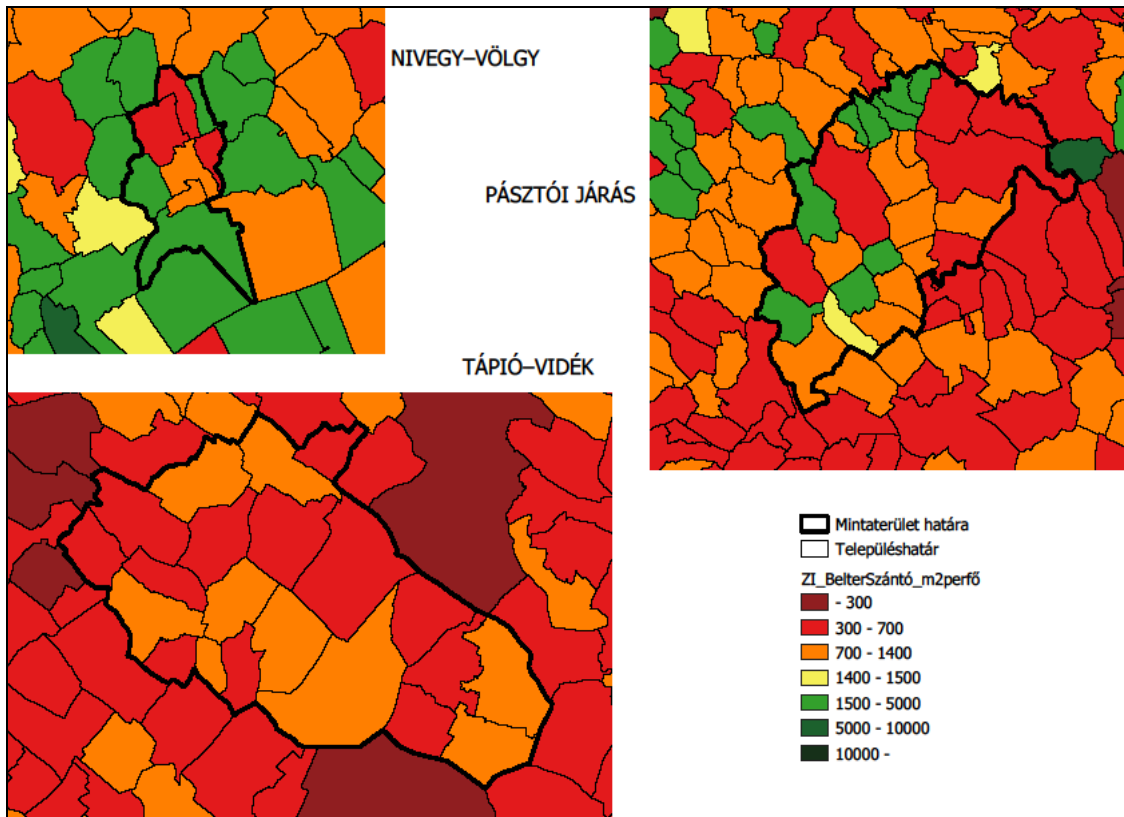 NIVEGY–VÖLGY
PÁSZTÓI JÁRÁS
TÁPIÓ–VIDÉK
Mintaterület határa
Településhatár
ZI_BelterSzántó_m2perfő
- 300
300 - 700
700 - 1400
1400 - 1500
1500 - 5000
5000 - 10000
10000 -